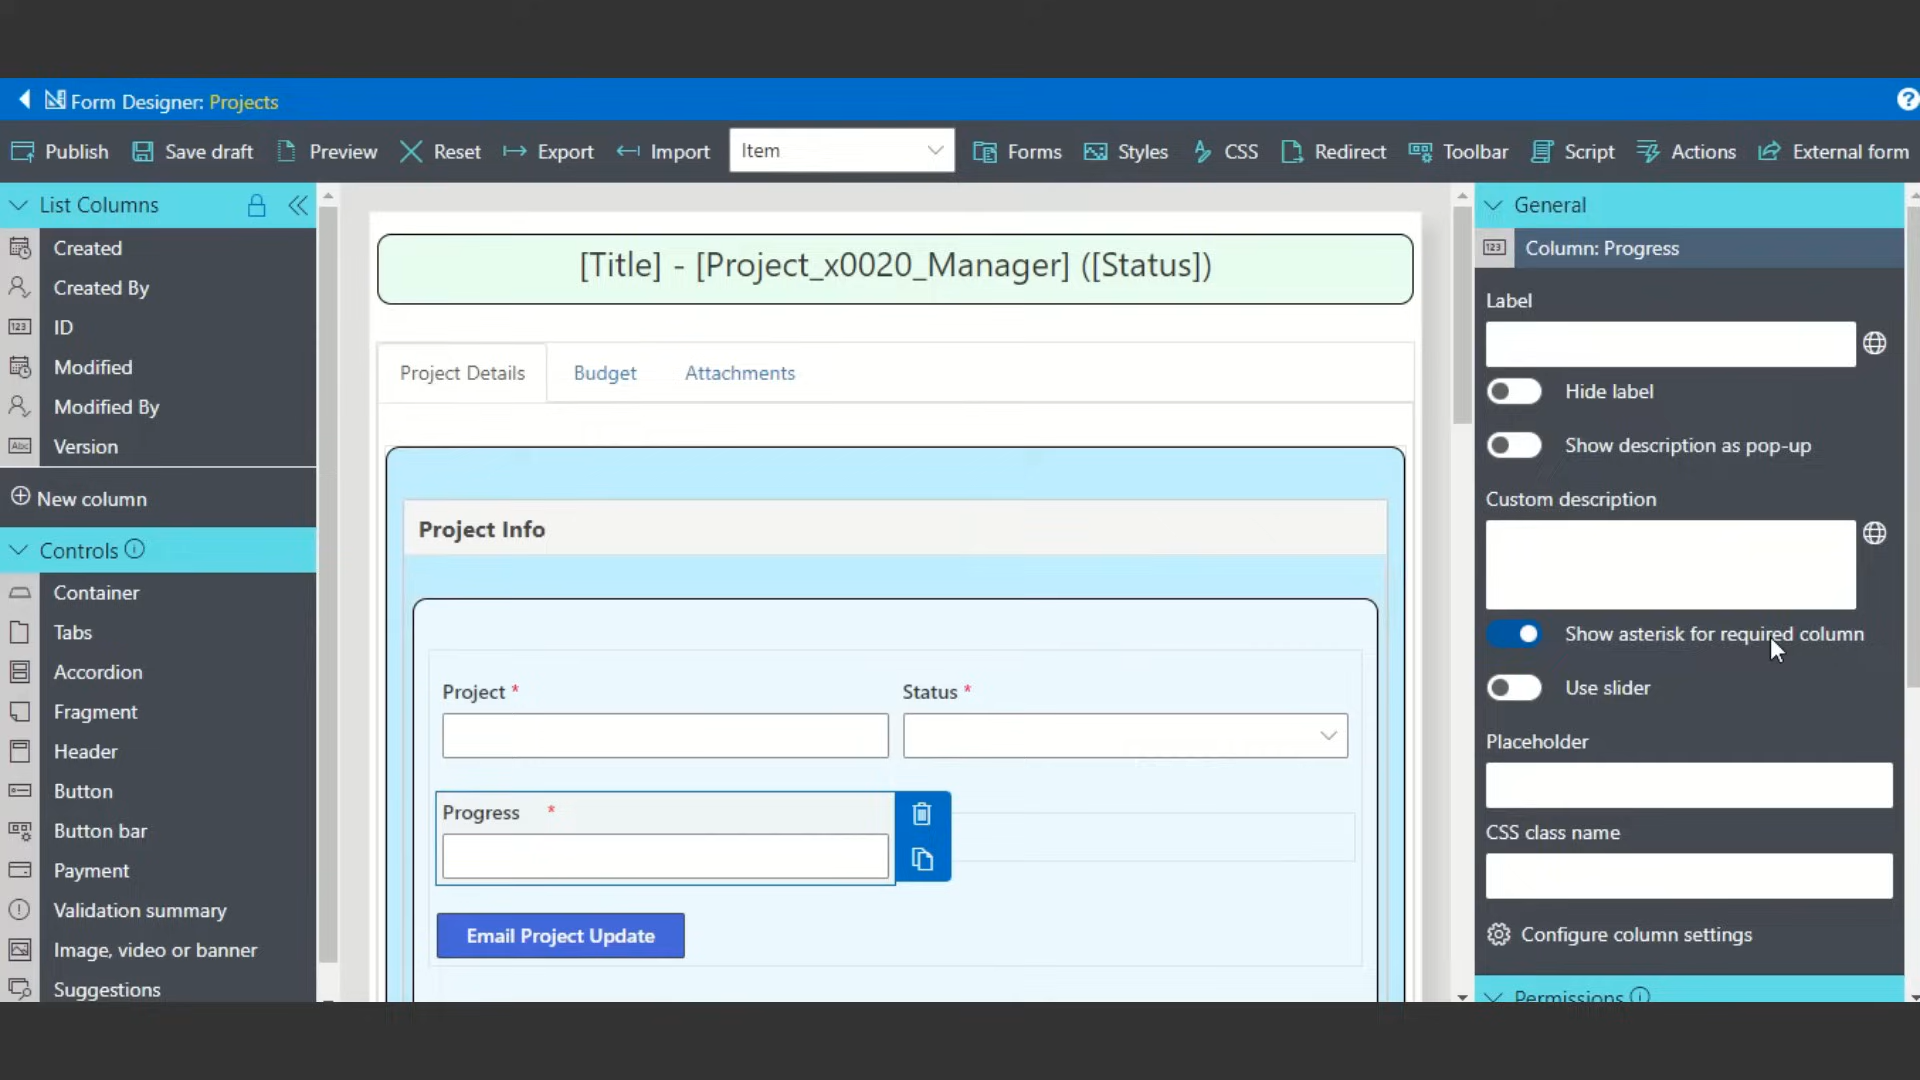 Form Designer: Projects
?
Publish Save draft Preview Reset Export Import Item Forms Styles CSS Redirect Toolbar Script Actions External form
List Columns
Created
Created By
123 ID
Modified
Modified By
Abc Version
New column
Controls
Container
Tabs
Accordion
Fragment
Header
Button
Button bar
Payment
Validation summary
Image, video or banner
Suggestions
[Title] - [Project_x0020_Manager] ([Status])
Project Details Budget Attachments
Project Info
Project * Status *
Progress *
Email Project Update
General
123 Column: Progress
Label
Hide label
Show description as pop-up
Custom description
Show asterisk for required column
Use slider
Placeholder
CSS class name
Configure column settings
Permissions